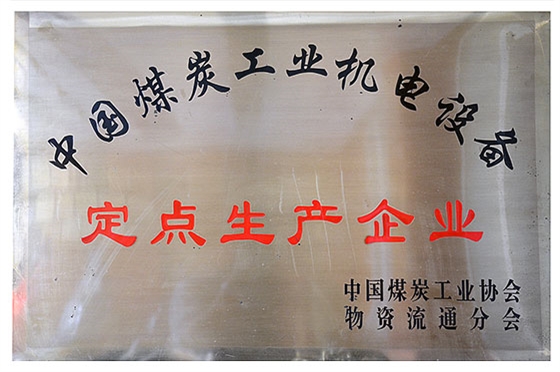 中国煤炭工业机电设备
定点生产企业
中国煤炭工业协会
物资流通分会